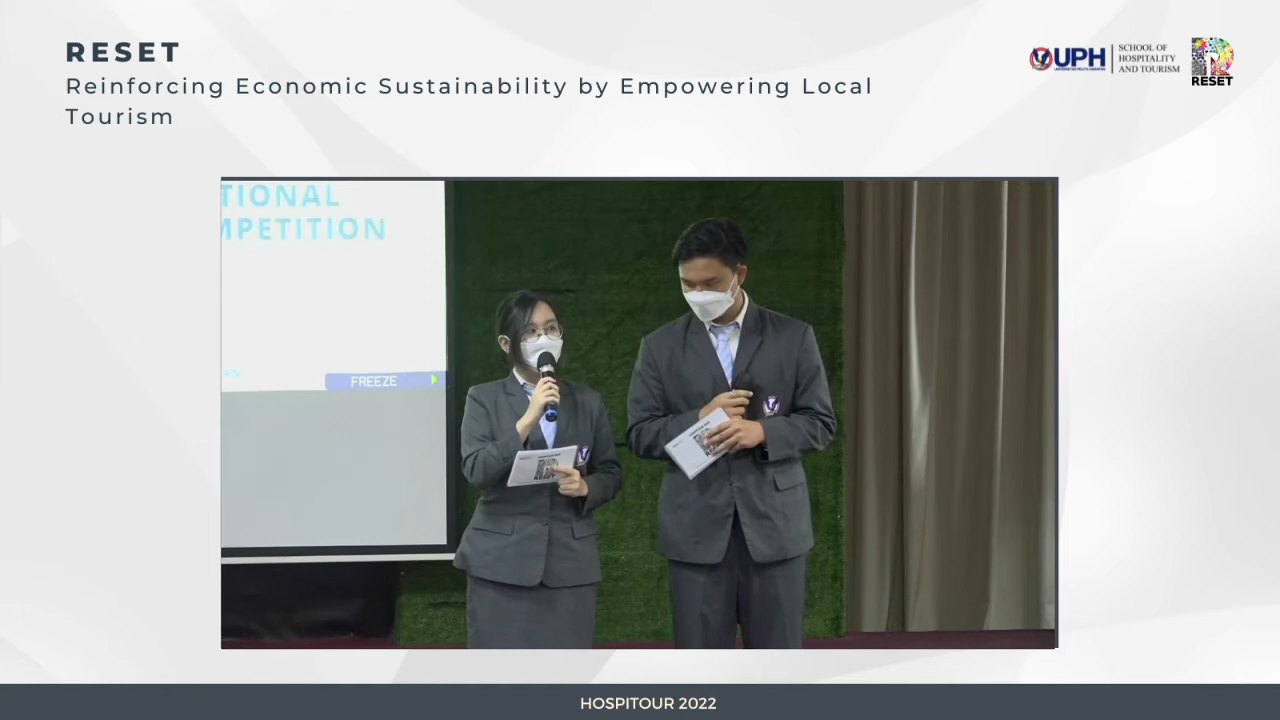 RESET
Reinforcing Economic Sustainability by Empowering Local
Tourism
UPH
SCHOOL OF
HOSPITALITY
AND TOURISM
RESET
TIONAL
MPETITION
FREEZE
RESET
HOSPITOUR 2022